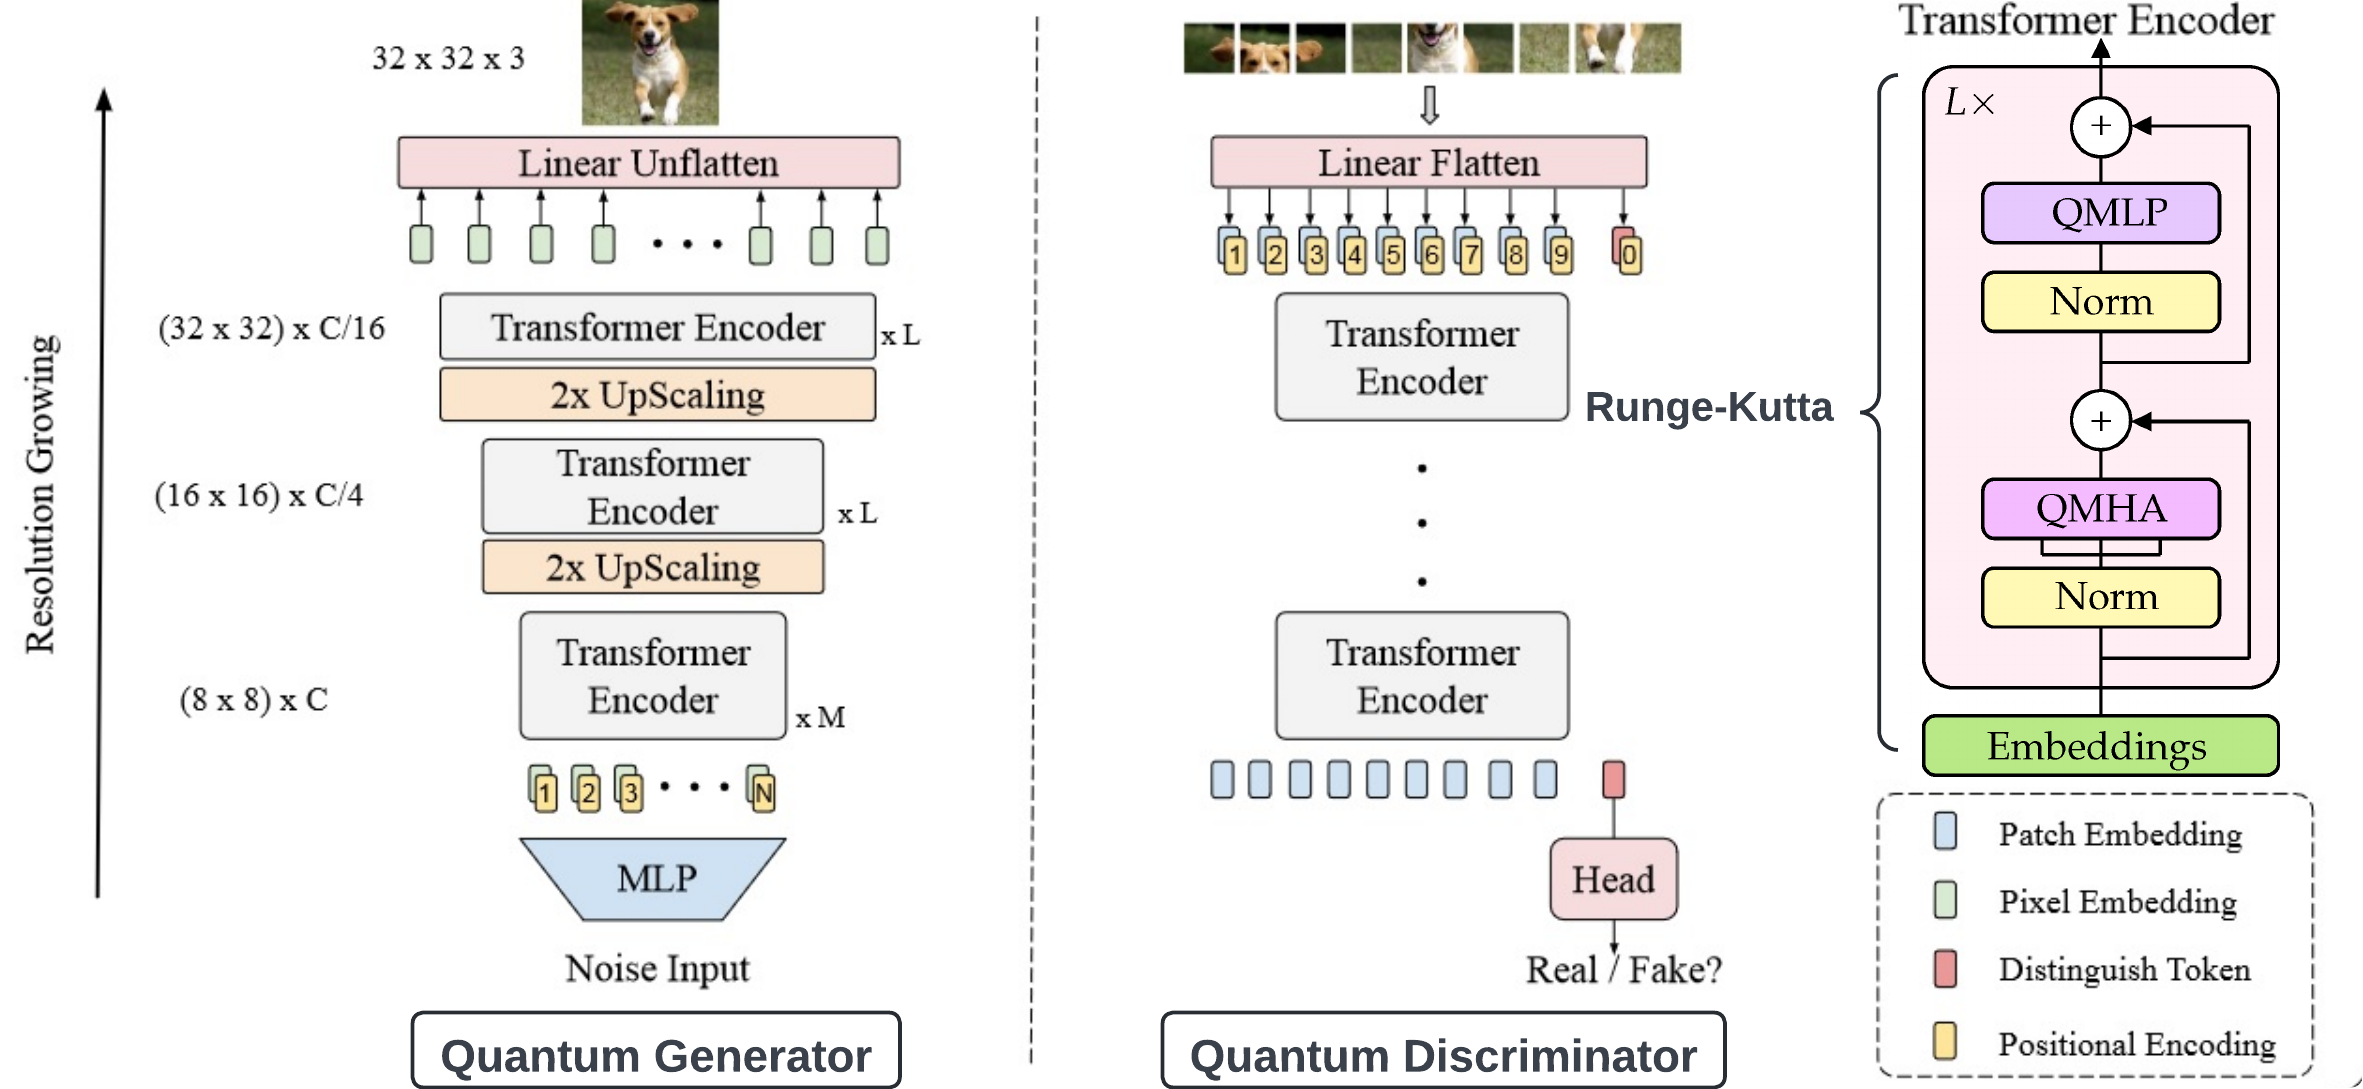 32 x 32 x 3
Linear Unflatten
(32 x 32) x C/16
Transformer Encoder
x L
2x UpScaling
(16 x 16) x C/4
Transformer
Encoder
x L
2x UpScaling
(8 x 8) x C
Transformer
Encoder
x M
1 2 3 N
MLP
Noise Input
Quantum Generator
Resolution Growing
Linear Flatten
1 2 3 4 5 6 7 8 9 0
Transformer
Encoder
Transformer
Encoder
Head
Real / Fake?
Quantum Discriminator
Runge-Kutta
Transformer Encoder
L×
+
QMLP
Norm
+
QMHA
Norm
Embeddings
Patch Embedding
Pixel Embedding
Distinguish Token
Positional Encoding